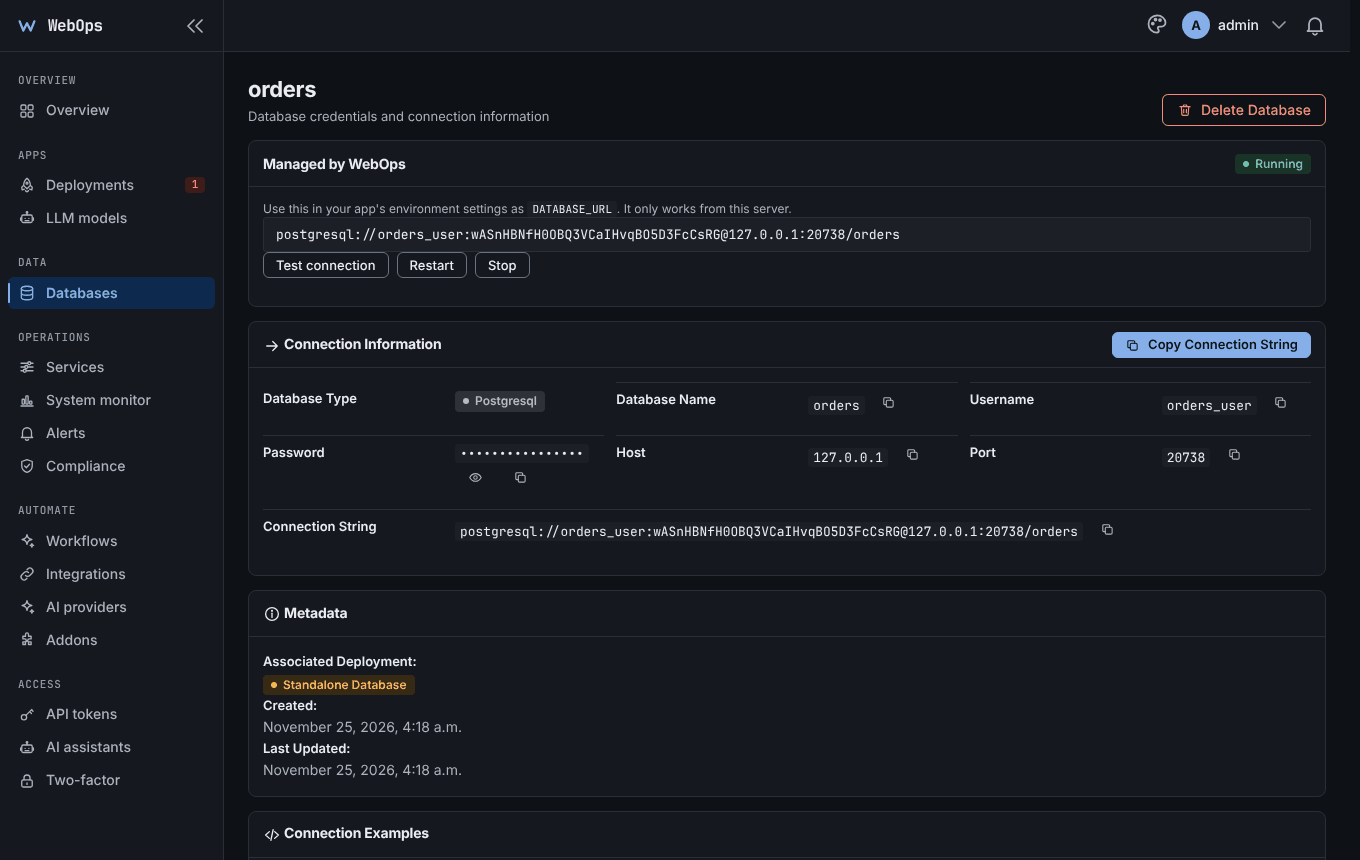 WebOps
admin
A
OVERVIEW
Overview
APPS
Deployments 1
LLM models
DATA
Databases
OPERATIONS
Services
System monitor
Alerts
Compliance
AUTOMATE
Workflows
Integrations
AI providers
Addons
ACCESS
API tokens
AI assistants
Two-factor
orders
Database credentials and connection information
Delete Database
Managed by WebOps
Running
Use this in your app's environment settings as DATABASE_URL . It only works from this server.
postgresql://orders_user:wASnHBNfH0OBQ3VCaIHvqBO5D3FcCsRG@127.0.0.1:20738/orders
Test connection Restart Stop
Connection Information
Copy Connection String
Database Type Postgresql Database Name orders Username orders_user
Password •••••••••••••••• Host 127.0.0.1 Port 20738
Connection String postgresql://orders_user:wASnHBNfH0OBQ3VCaIHvqBO5D3FcCsRG@127.0.0.1:20738/orders
Metadata
Associated Deployment:
Standalone Database
Created:
November 25, 2026, 4:18 a.m.
Last Updated:
November 25, 2026, 4:18 a.m.
Connection Examples